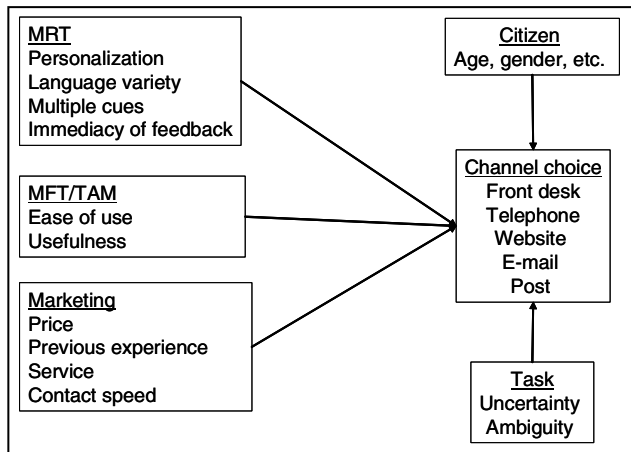 MRT
Personalization
Language variety
Multiple cues
Immediacy of feedback
MFT/TAM
Ease of use
Usefulness
Marketing
Price
Previous experience
Service
Contact speed
Citizen
Age, gender, etc.
Channel choice
Front desk
Telephone
Website
E-mail
Post
Task
Uncertainty
Ambiguity